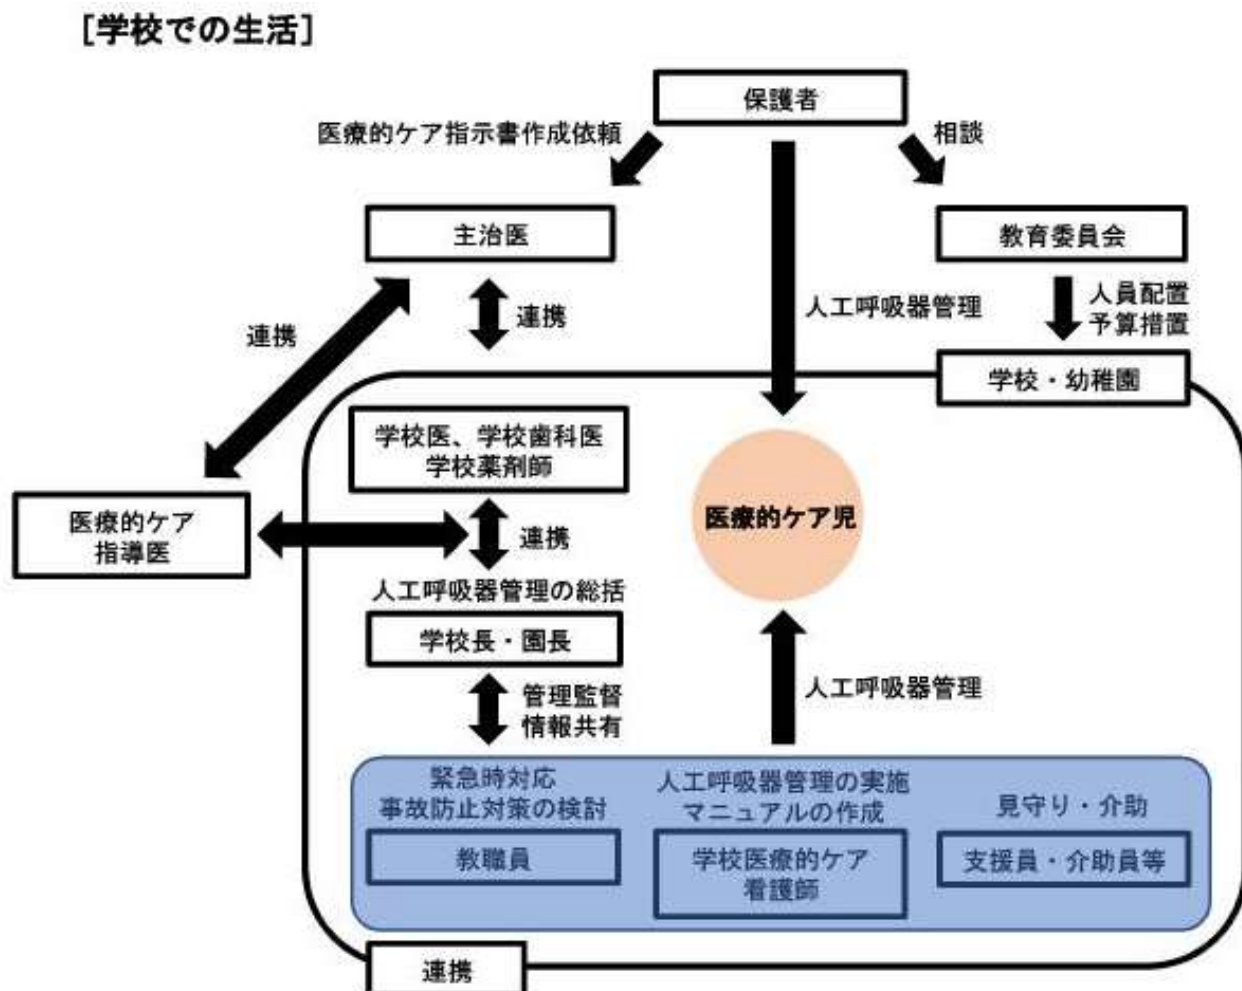 [学校での生活]
保護者
医療的ケア指示書作成依頼
相談
主治医
教育委員会
連携
連携
人工呼吸器管理
人員配置
予算措置
学校・幼稚園
学校医、学校歯科医
学校薬剤師
医療的ケア
指導医
連携
医療的ケア児
人工呼吸器管理の総括
学校長・園長
管理監督
情報共有
人工呼吸器管理
緊急時対応
事故防止対策の検討
教職員
人工呼吸器管理の実施
マニュアルの作成
学校医療的ケア
看護師
見守り・介助
支援員・介助員等
連携